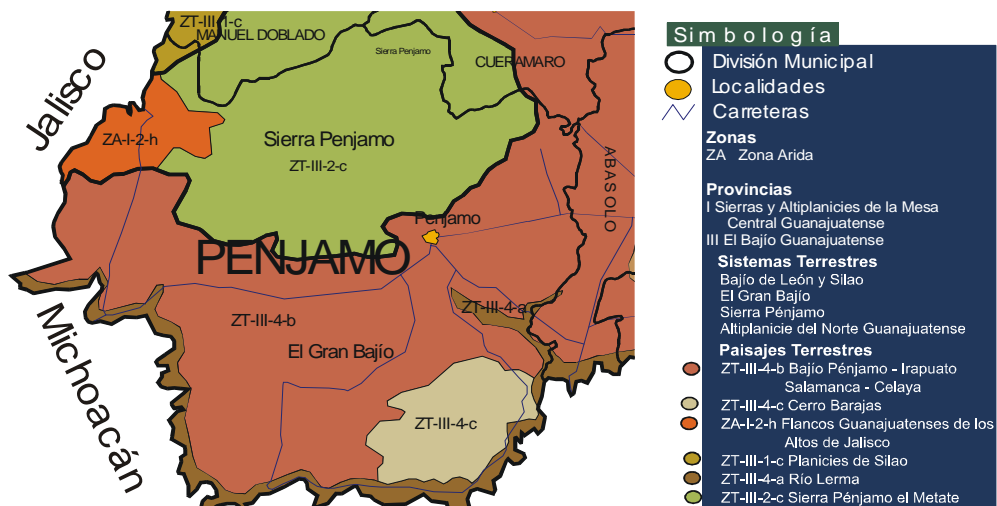 ZT-III-1-c
MANUEL DOBLADO
Sierra Penjamo
CUERAMARO
Jalisco
ZA-I-2-h
Sierra Penjamo
ZT-III-2-c
ABASOLO
Penjamo
PENJAMO
ZT-III-4-a
ZT-III-4-b
El Gran Bajío
ZT-III-4-c
Michoacán
Simbología
División Municipal
Localidades
Carreteras
Zonas
ZA Zona Arida
Provincias
I Sierras y Altiplanicies de la Mesa
Central Guanajuatense
III El Bajío Guanajuatense
Sistemas Terrestres
Bajío de León y Silao
El Gran Bajío
Sierra Pénjamo
Altiplanicie del Norte Guanajuatense
Paisajes Terrestres
ZT-III-4-b Bajío Pénjamo - Irapuato
Salamanca - Celaya
ZT-III-4-c Cerro Barajas
ZA-I-2-h Flancos Guanajuatenses de los
Altos de Jalisco
ZT-III-1-c Planicies de Silao
ZT-III-4-a Río Lerma
ZT-III-2-c Sierra Pénjamo el Metate